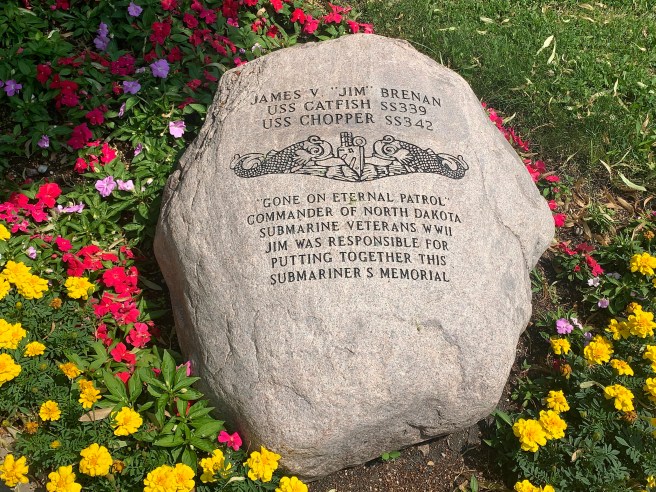 JAMES V. "JIM" BRENAN
USS CATFISH SS339
USS CHOPPER SS342
"GONE ON ETERNAL PATROL"
COMMANDER OF NORTH DAKOTA
SUBMARINE VETERANS WWII
JIM WAS RESPONSIBLE FOR
PUTTING TOGETHER THIS
SUBMARINER'S MEMORIAL